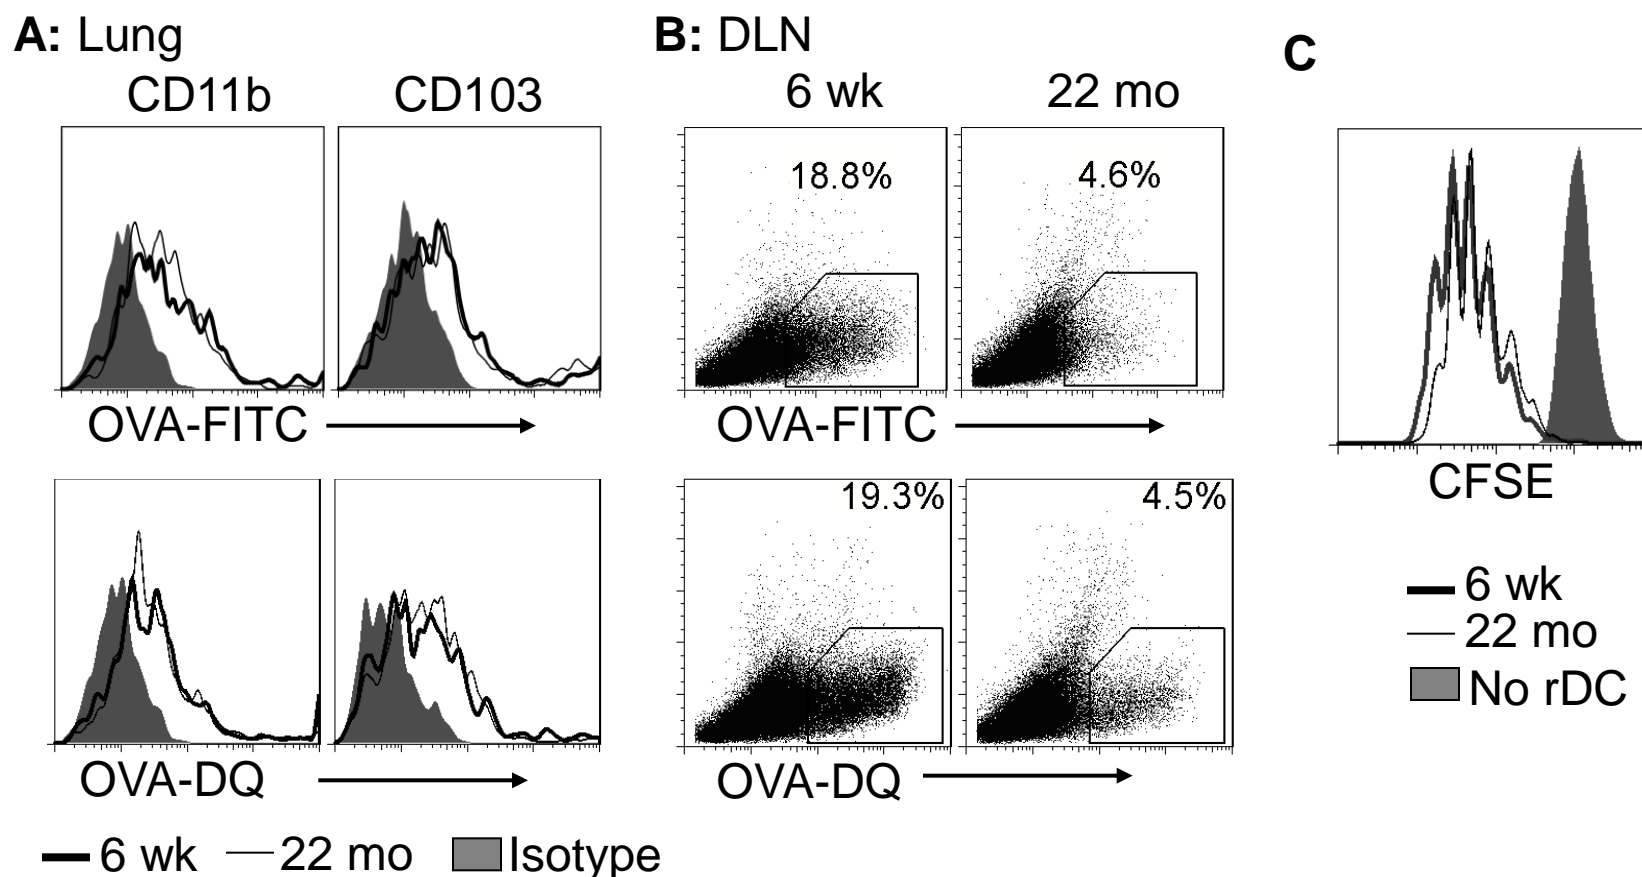 A: Lung
CD11b CD103
OVA-FITC
OVA-DQ
6 wk 22 mo Isotype
B: DLN
6 wk 22 mo
18.8% 4.6%
OVA-FITC
19.3% 4.5%
OVA-DQ
C
CFSE
6 wk
22 mo
No rDC